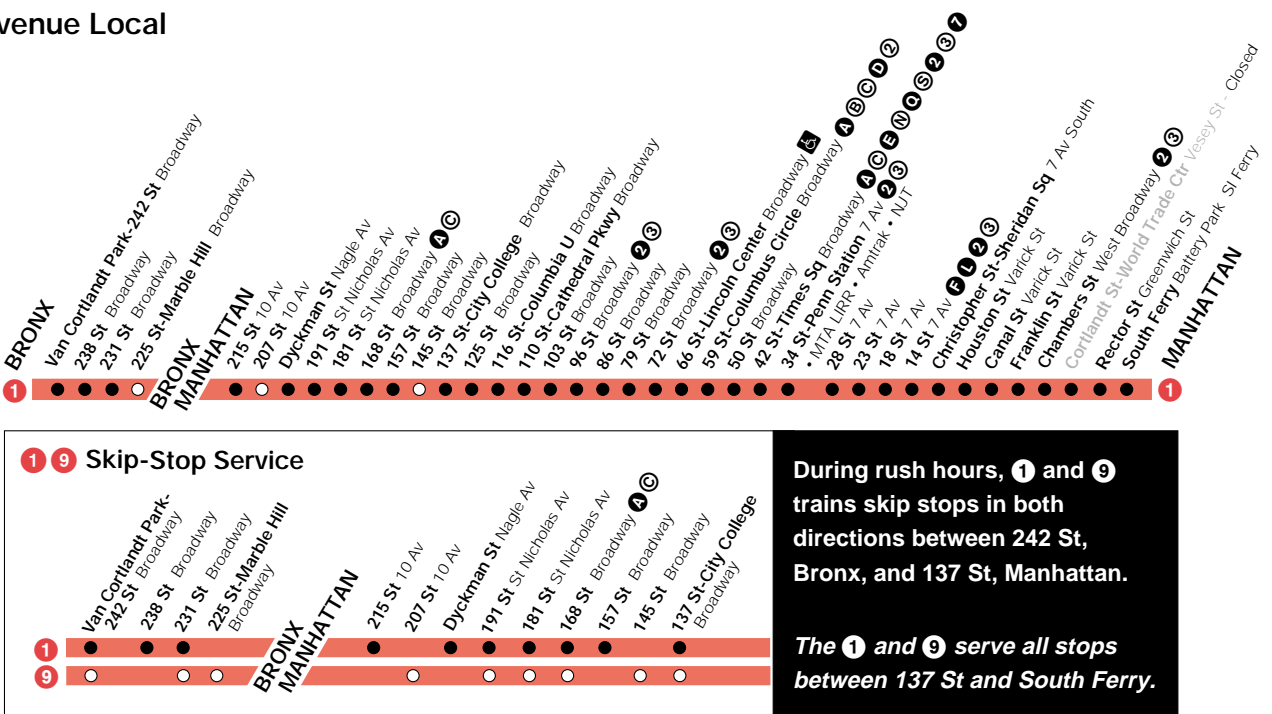 venue Local
BRONX
Van Cortlandt Park-242 St Broadway
238 St Broadway
231 St Broadway
225 St-Marble Hill Broadway
BRONX
MANHATTAN
215 St 10 Av
207 St 10 Av
Dyckman St Nagle Av
191 St St Nicholas Av
181 St St Nicholas Av
168 St Broadway A C
157 St Broadway
145 St Broadway
137 St-City College Broadway
125 St Broadway
116 St-Columbia U Broadway
110 St-Cathedral Pkwy Broadway
103 St Broadway
96 St Broadway 2 3
86 St Broadway
79 St Broadway
72 St Broadway 2 3
66 St-Lincoln Center Broadway
59 St-Columbus Circle Broadway A B C D 2
50 St Broadway
42 St-Times Sq Broadway A C E N Q S 2 3 7
34 St-Penn Station 7 Av 2 3
• MTA LIRR • Amtrak • NJT
28 St 7 Av
23 St 7 Av
18 St 7 Av
14 St 7 Av F L 2 3
Christopher St-Sheridan Sq 7 Av South
Houston St Varick St
Canal St Varick St
Franklin St Varick St
Chambers St West Broadway 2 3
Cortlandt St-World Trade Ctr Vesey St - Closed
Rector St Greenwich St
South Ferry Battery Park SI Ferry
MANHATTAN
1
1
1 9 Skip-Stop Service
Van Cortlandt Park-
242 St Broadway
238 St Broadway
231 St Broadway
225 St-Marble Hill
Broadway
BRONX
MANHATTAN
215 St 10 Av
207 St 10 Av
Dyckman St Nagle Av
191 St St Nicholas Av
181 St St Nicholas Av
168 St Broadway A C
157 St Broadway
145 St Broadway
137 St-City College
Broadway
1
9
During rush hours, 1 and 9
trains skip stops in both
directions between 242 St,
Bronx, and 137 St, Manhattan.
The 1 and 9 serve all stops
between 137 St and South Ferry.